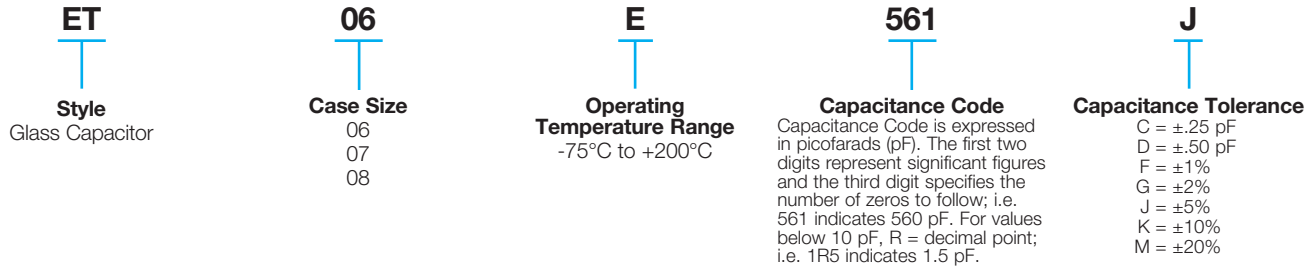 ET
Style
Glass Capacitor
06
Case Size
06
07
08
E
Operating
Temperature Range
-75°C to +200°C
561
Capacitance Code
Capacitance Code is expressed
in picofarads (pF). The first two
digits represent significant figures
and the third digit specifies the
number of zeros to follow; i.e.
561 indicates 560 pF. For values
below 10 pF, R = decimal point;
i.e. 1R5 indicates 1.5 pF.
J
Capacitance Tolerance
C = ±.25 pF
D = ±.50 pF
F = ±1%
G = ±2%
J = ±5%
K = ±10%
M = ±20%